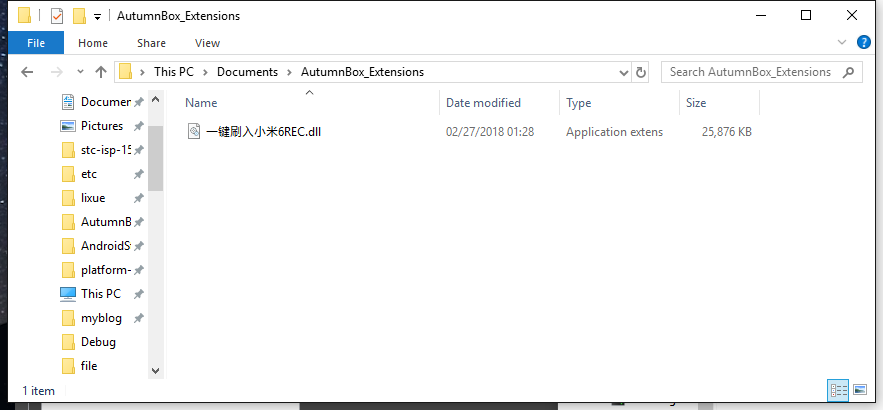 AutumnBox_Extensions
File Home Share View
This PC Documents AutumnBox_Extensions Search AutumnBox_Extensions
Name Date modified Type Size
一键刷入小米6REC.dll 02/27/2018 01:28 Application extens 25,876 KB
Documen
Pictures
stc-isp-15
etc
lixue
AutumnB
AndroidSt
platform-
This PC
myblog
Debug
file
1 item